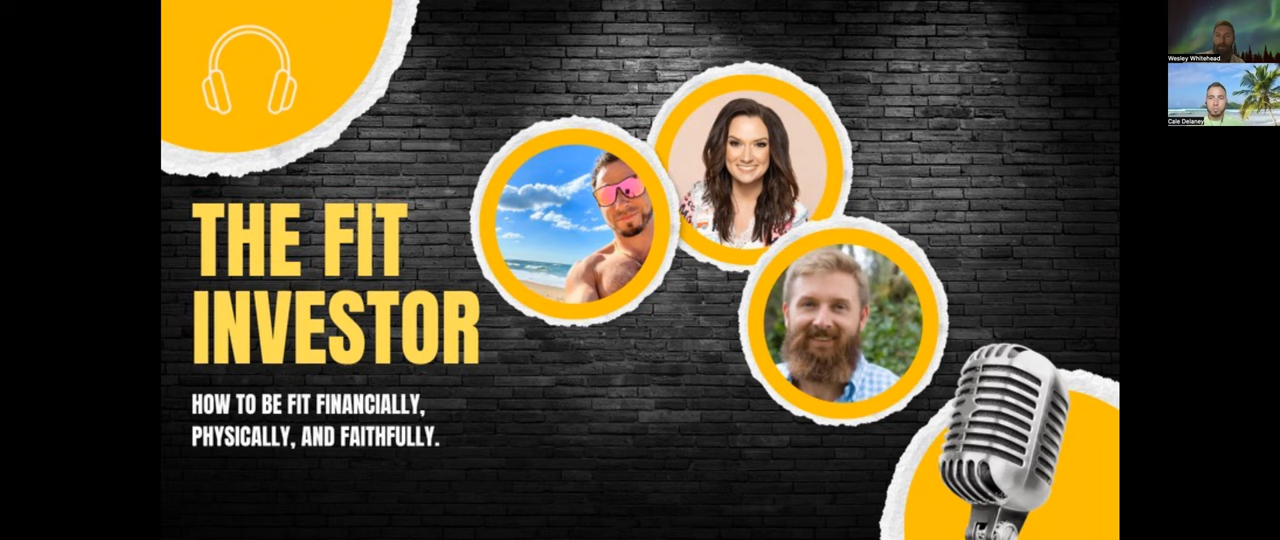 THE FIT
INVESTOR
HOW TO BE FIT FINANCIALLY,
PHYSICALLY, AND FAITHFULLY.
Wesley Whitehead
Cale Delaney